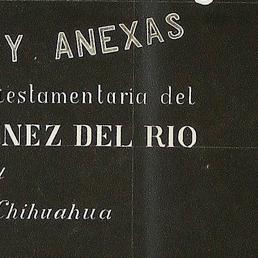 Y ANEXAS
testamentaria del
NEZ DEL RIO
y
Chihuahua